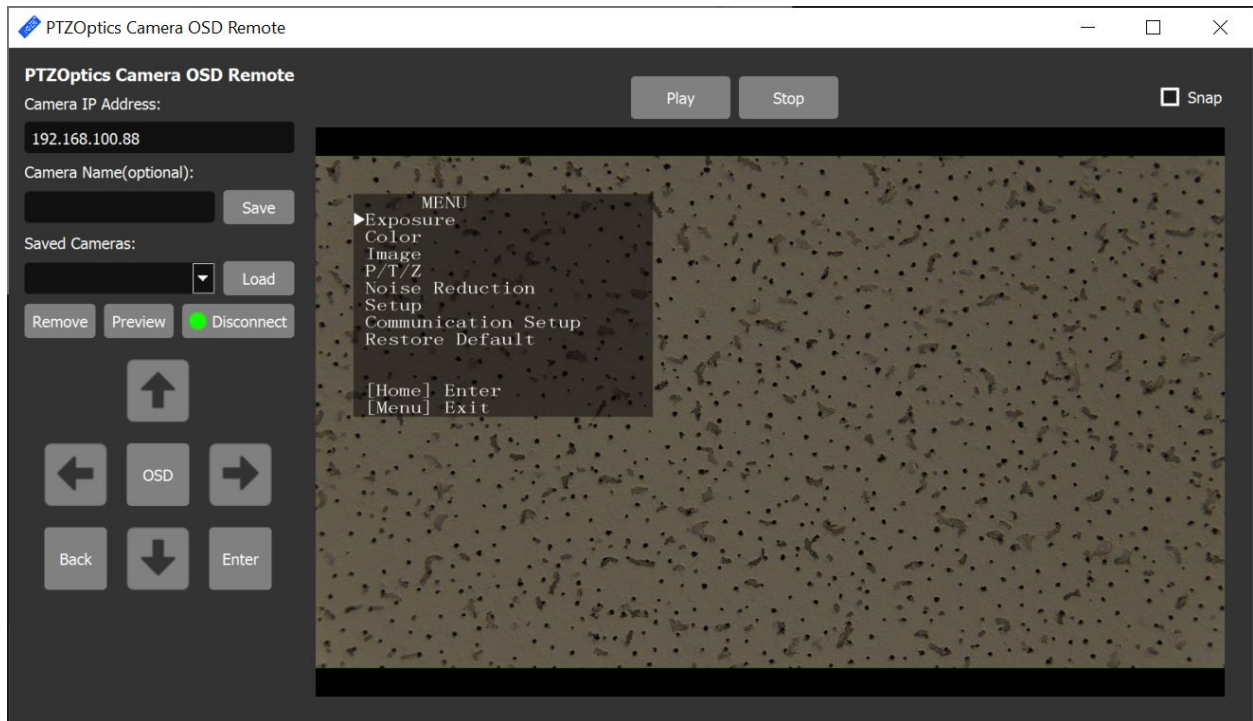 PTZOptics Camera OSD Remote
PTZOptics Camera OSD Remote
Camera IP Address:
192.168.100.88
Camera Name(optional):
Save
Saved Cameras:
Load
Remove Preview Disconnect
OSD
Back Enter
Play Stop
Snap
MENU
Exposure
Color
Image
P/T/Z
Noise Reduction
Setup
Communication Setup
Restore Default
[Home] Enter
[Menu] Exit